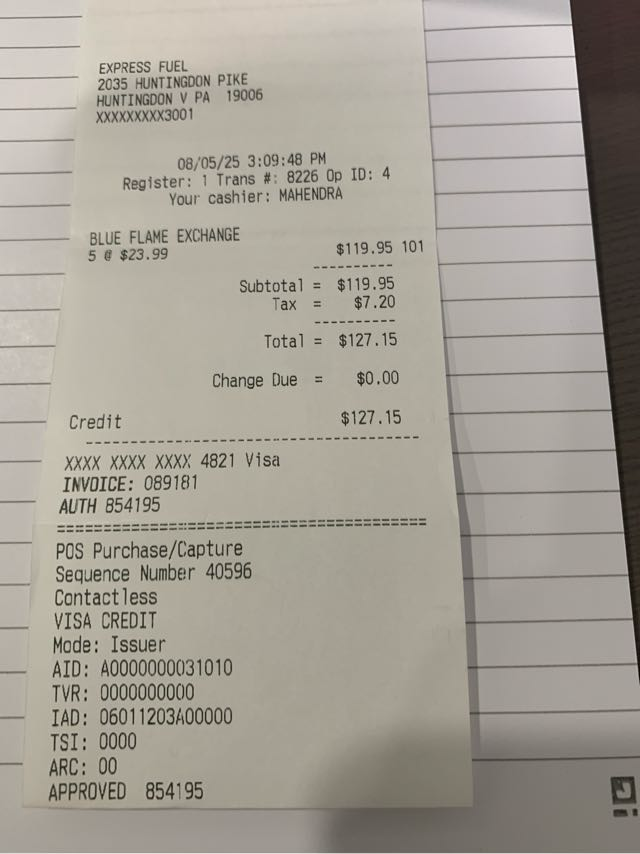 EXPRESS FUEL
2035 HUNTINGDON PIKE
HUNTINGDON V PA 19006
XXXXXXXXX3001
08/05/25 3:09:48 PM
Register: 1 Trans #: 8226 Op ID: 4
Your cashier: MAHENDRA
BLUE FLAME EXCHANGE
5 @ $23.99 $119.95 101
----------
Subtotal = $119.95
Tax = $7.20
----------
Total = $127.15
Change Due = $0.00
Credit $127.15
----------------------------------------
XXXX XXXX XXXX 4821 Visa
INVOICE: 089181
AUTH 854195
========================================
POS Purchase/Capture
Sequence Number 40596
Contactless
VISA CREDIT
Mode: Issuer
AID: A0000000031010
TVR: 0000000000
IAD: 06011203A00000
TSI: 0000
ARC: 00
APPROVED 854195